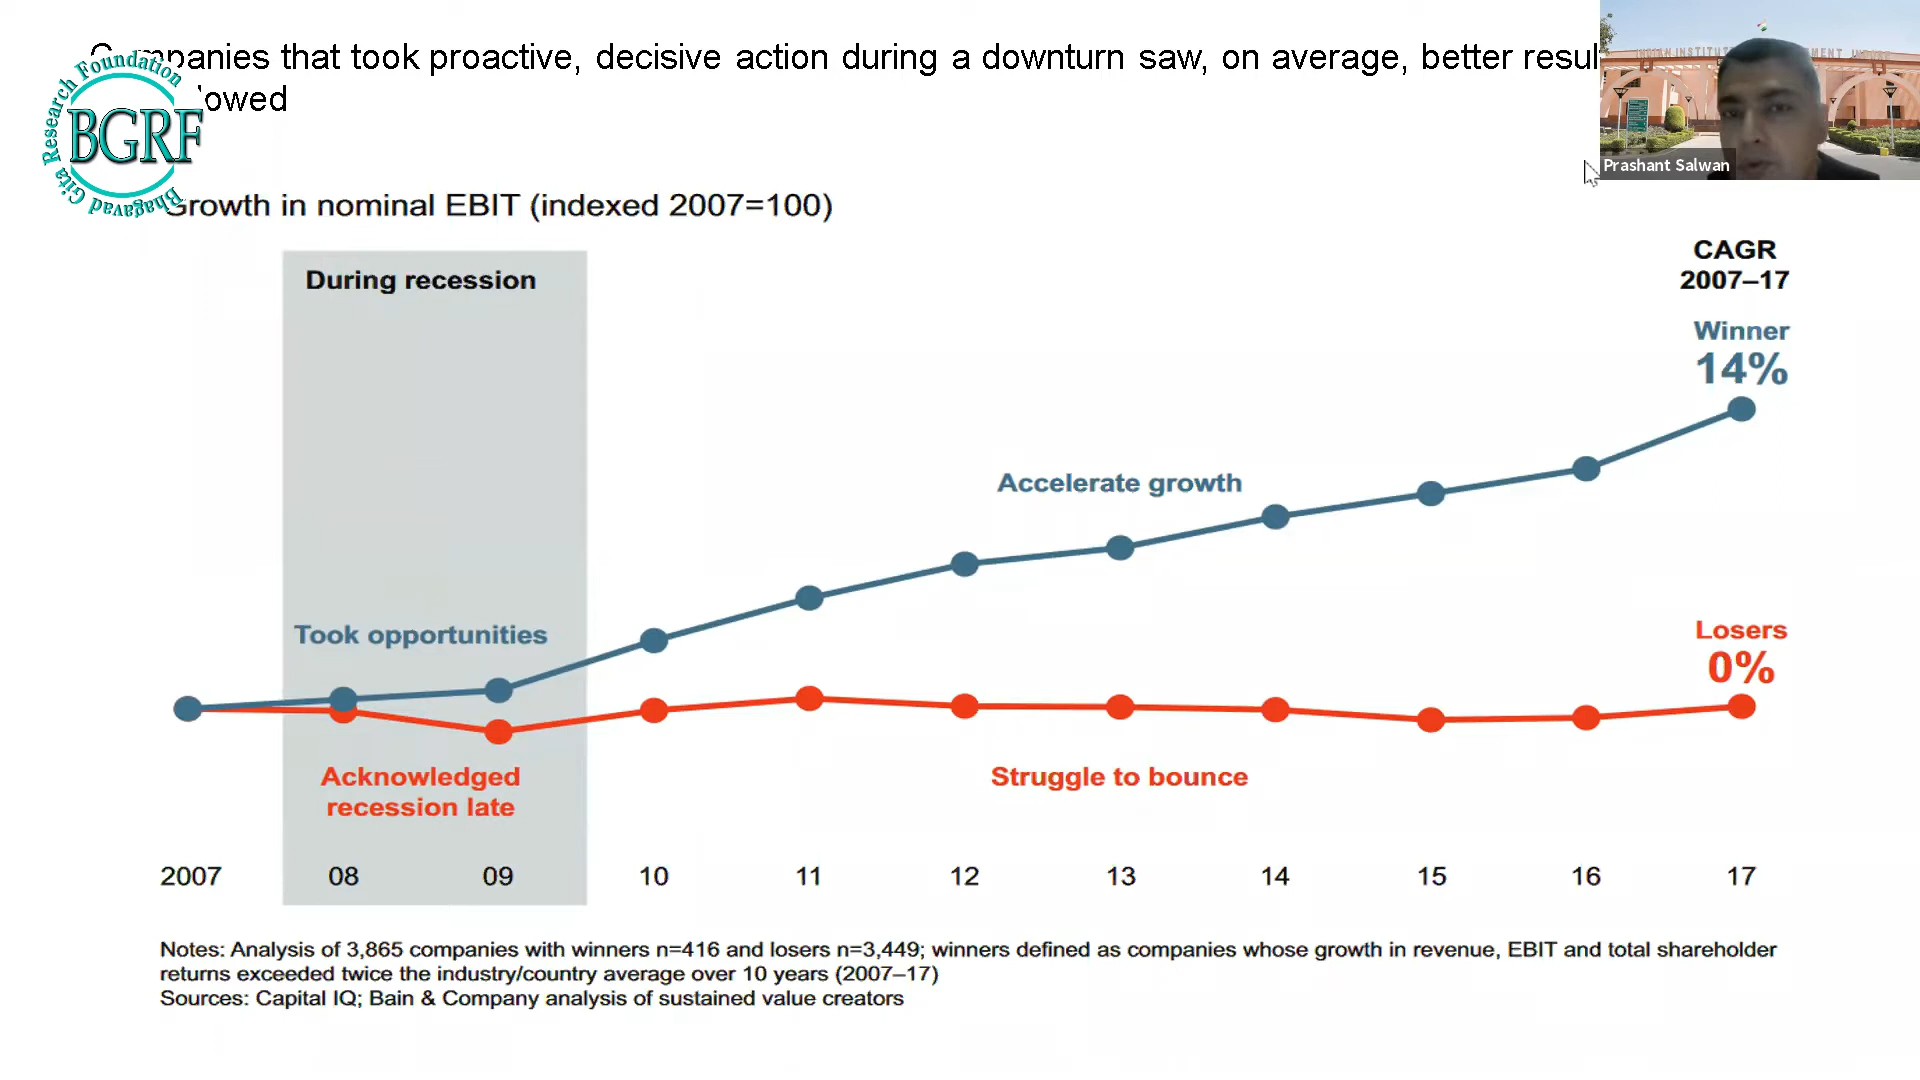 Companies that took proactive, decisive action during a downturn saw, on average, better
Bhagavad Gita Research Foundation
BGRF
Growth in nominal EBIT (indexed 2007=100)
INDIAN INSTITUTE
Prashant Salwan
During recession
CAGR
2007–17
Winner
14%
Accelerate growth
Took opportunities
Losers
0%
Acknowledged
recession late
Struggle to bounce
2007 08 09 10 11 12 13 14 15 16 17
Notes: Analysis of 3,865 companies with winners n=416 and losers n=3,449; winners defined as companies whose growth in revenue, EBIT and total shareholder
returns exceeded twice the industry/country average over 10 years (2007–17)
Sources: Capital IQ; Bain & Company analysis of sustained value creators